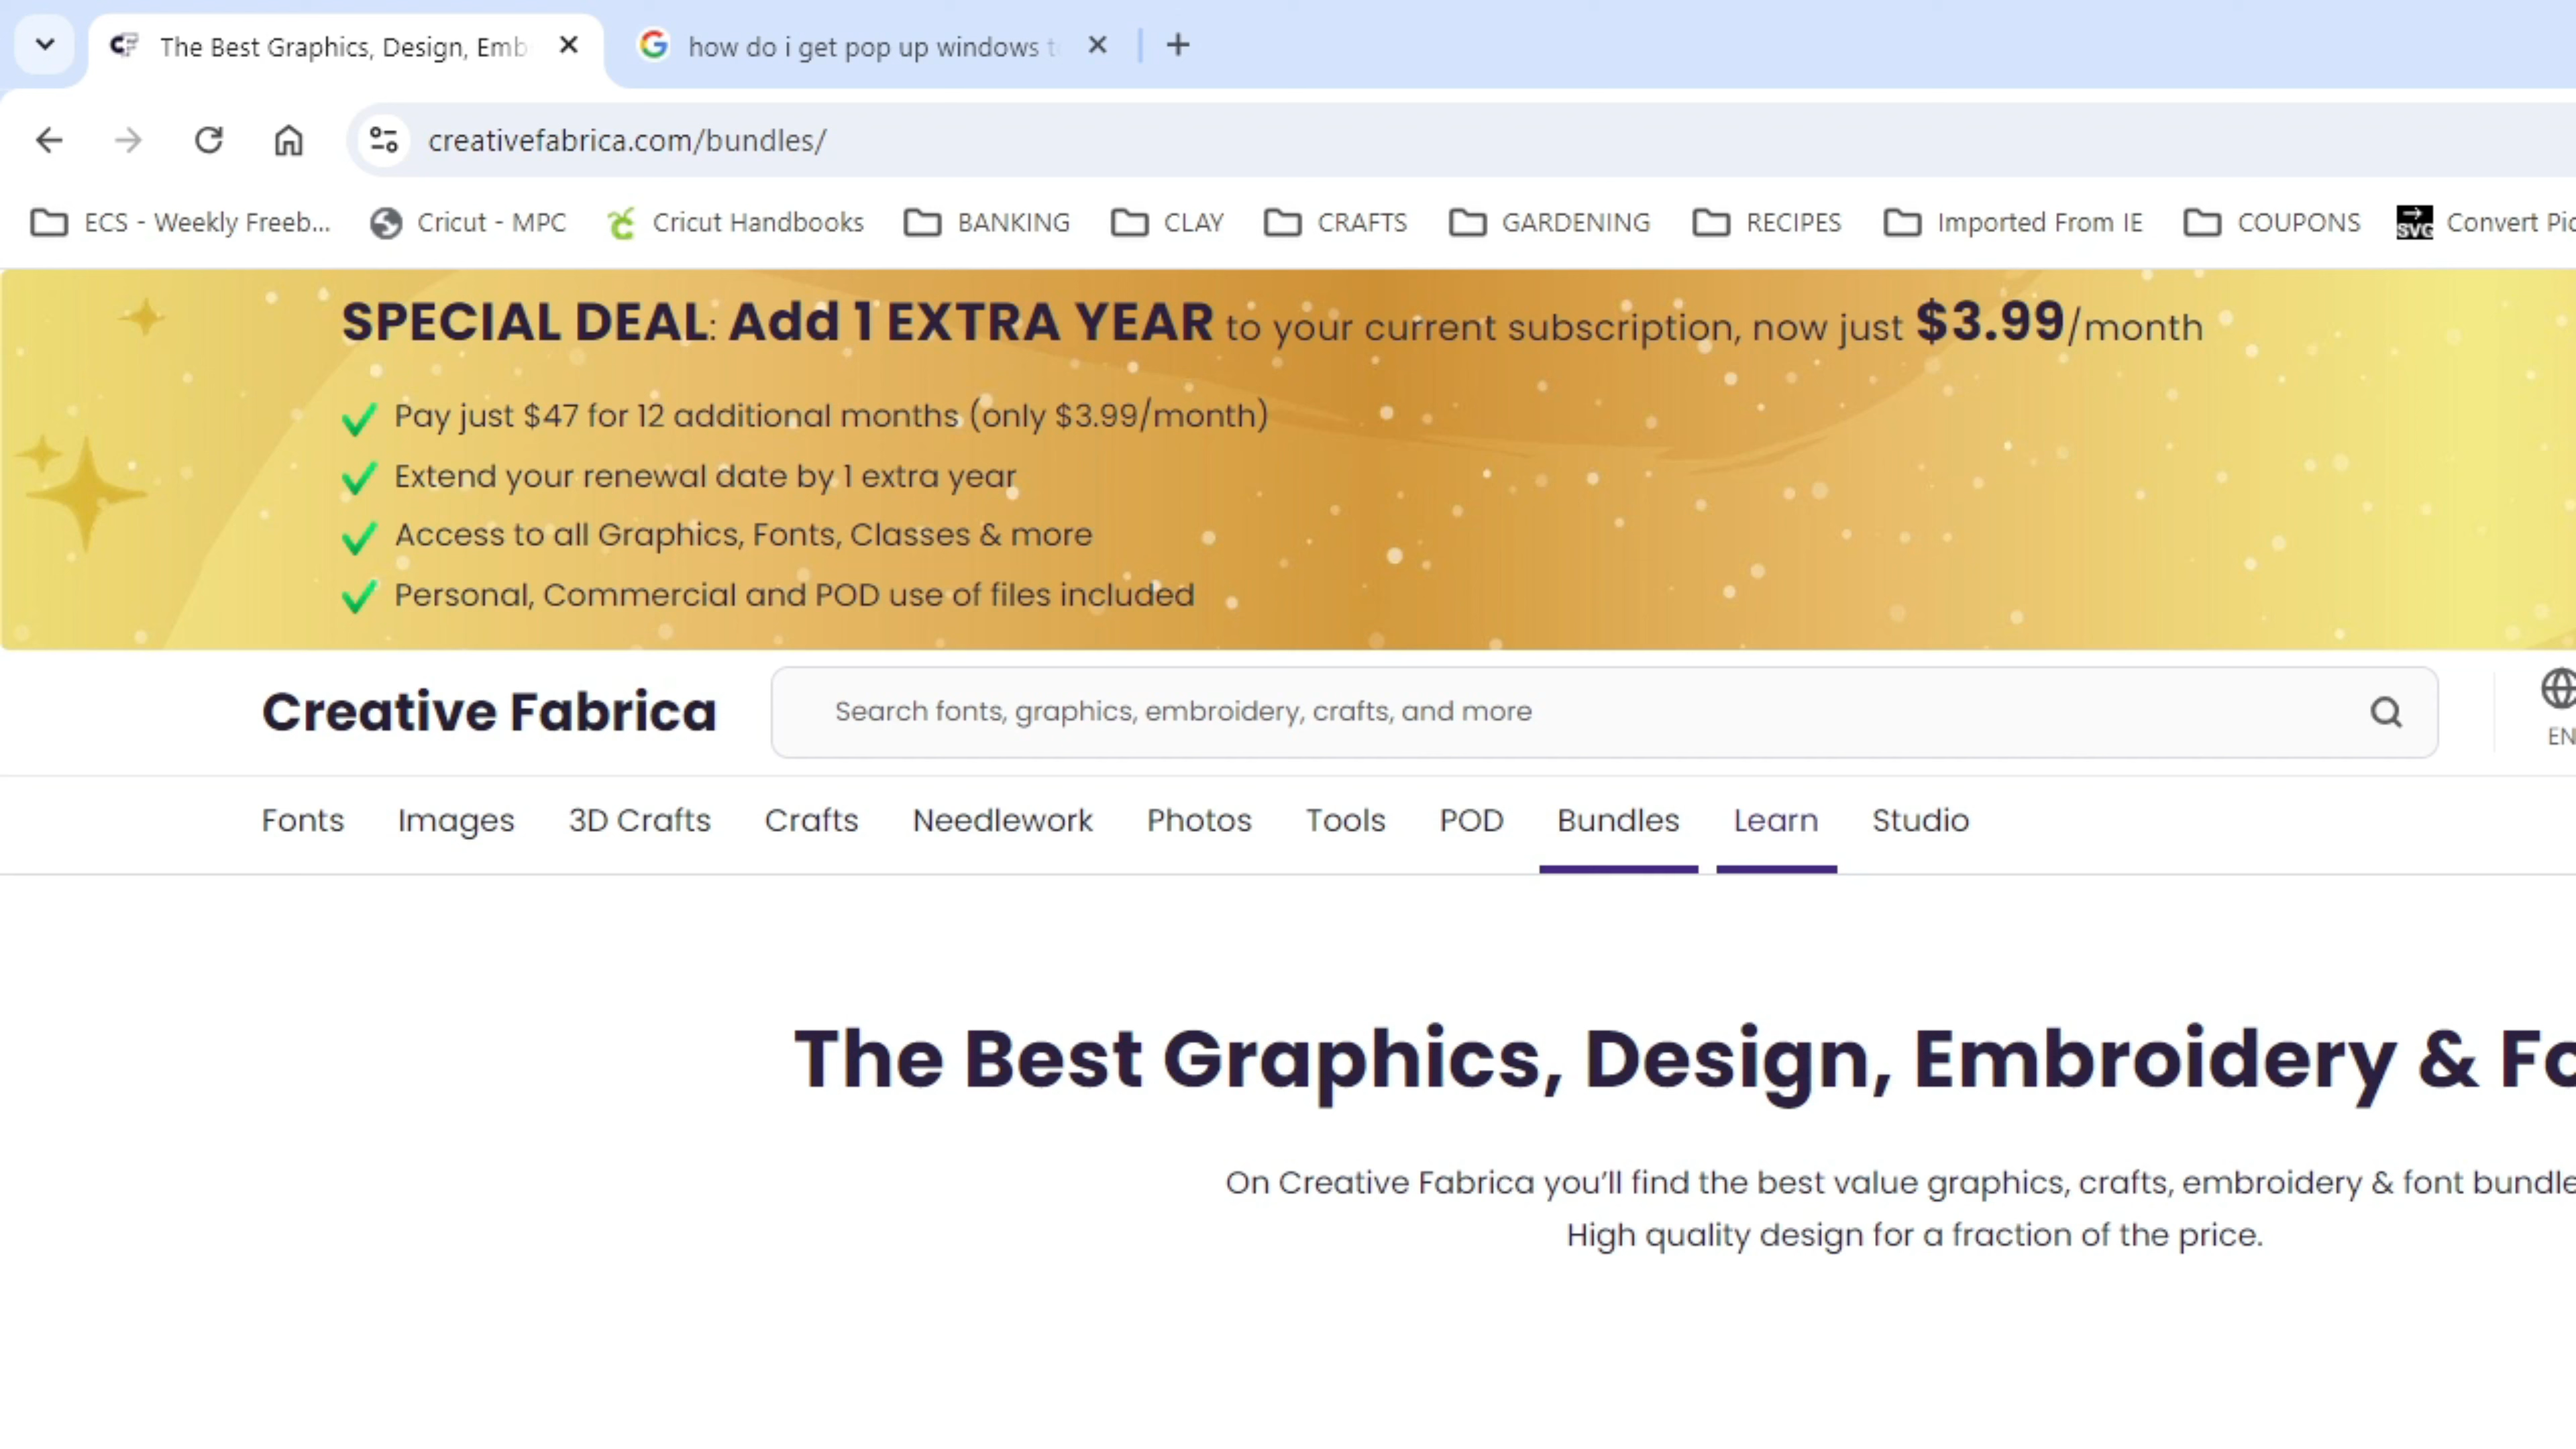 The Best Graphics, Design, Emb
how do i get pop up windows t
creativefabrica.com/bundles/
ECS - Weekly Freeb... Cricut - MPC Cricut Handbooks BANKING CLAY CRAFTS GARDENING RECIPES Imported From IE COUPONS SVG Convert Pic
SPECIAL DEAL: Add 1 EXTRA YEAR to your current subscription, now just $3.99/month
Pay just $47 for 12 additional months (only $3.99/month)
Extend your renewal date by 1 extra year
Access to all Graphics, Fonts, Classes & more
Personal, Commercial and POD use of files included
Creative Fabrica
Search fonts, graphics, embroidery, crafts, and more
EN
Fonts Images 3D Crafts Crafts Needlework Photos Tools POD Bundles Learn Studio
The Best Graphics, Design, Embroidery & Fo
On Creative Fabrica you’ll find the best value graphics, crafts, embroidery & font bundle
High quality design for a fraction of the price.